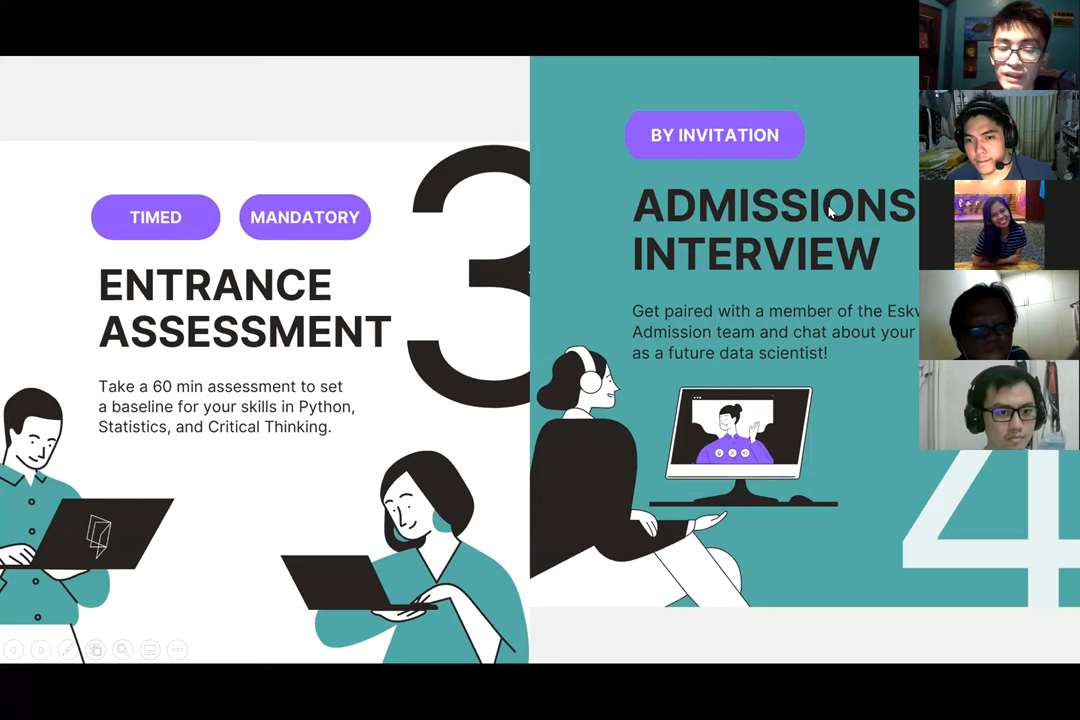 TIMED
MANDATORY
ENTRANCE
ASSESSMENT
Take a 60 min assessment to set
a baseline for your skills in Python,
Statistics, and Critical Thinking.
3
BY INVITATION
ADMISSIONS
INTERVIEW
Get paired with a member of the
Admission team and chat about your
as a future data scientist!
4